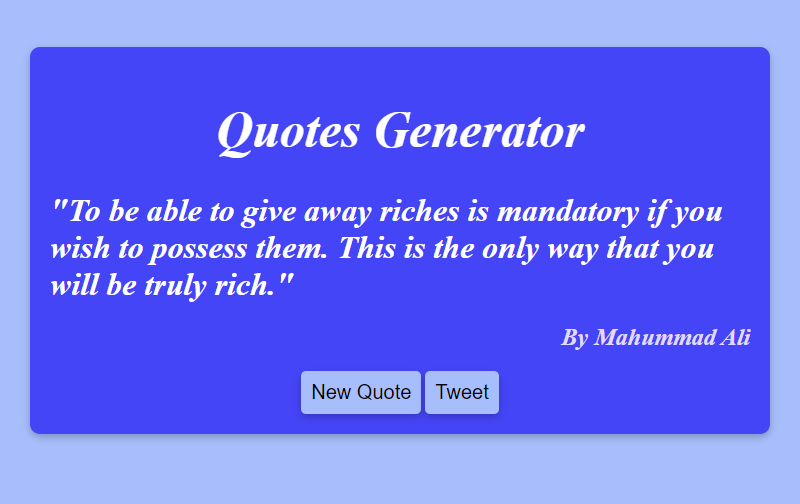 Quotes Generator
"To be able to give away riches is mandatory if you
wish to possess them. This is the only way that you
will be truly rich."
By Mahummad Ali
New Quote Tweet